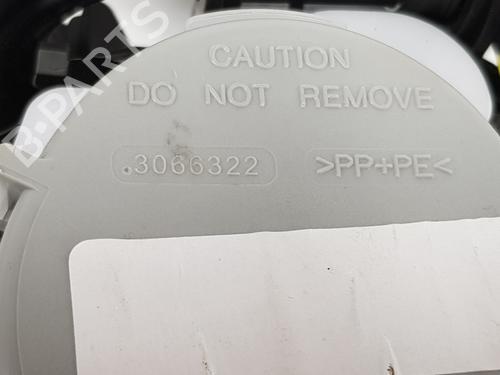 CAUTION
DO NOT REMOVE
.3066322 >PP+PE<
B-PARTS